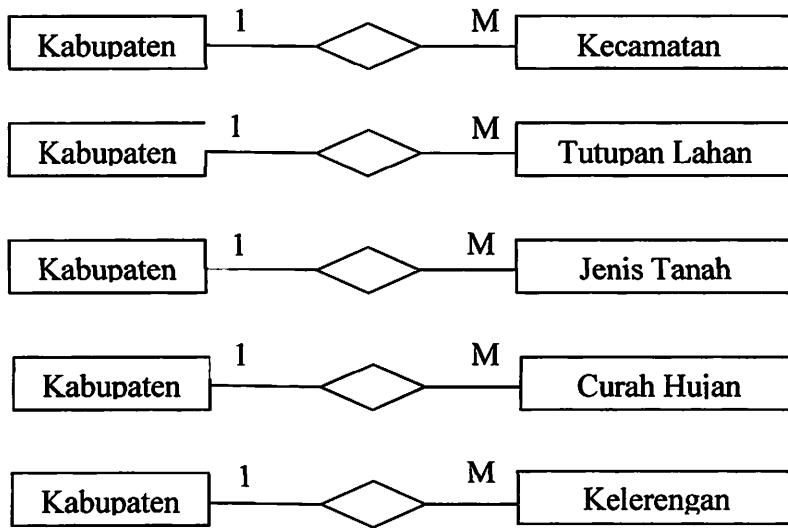 Kabupaten 1 M Kecamatan
Kabupaten 1 M Tutupan Lahan
Kabupaten 1 M Jenis Tanah
Kabupaten 1 M Curah Hujan
Kabupaten 1 M Kelerengan